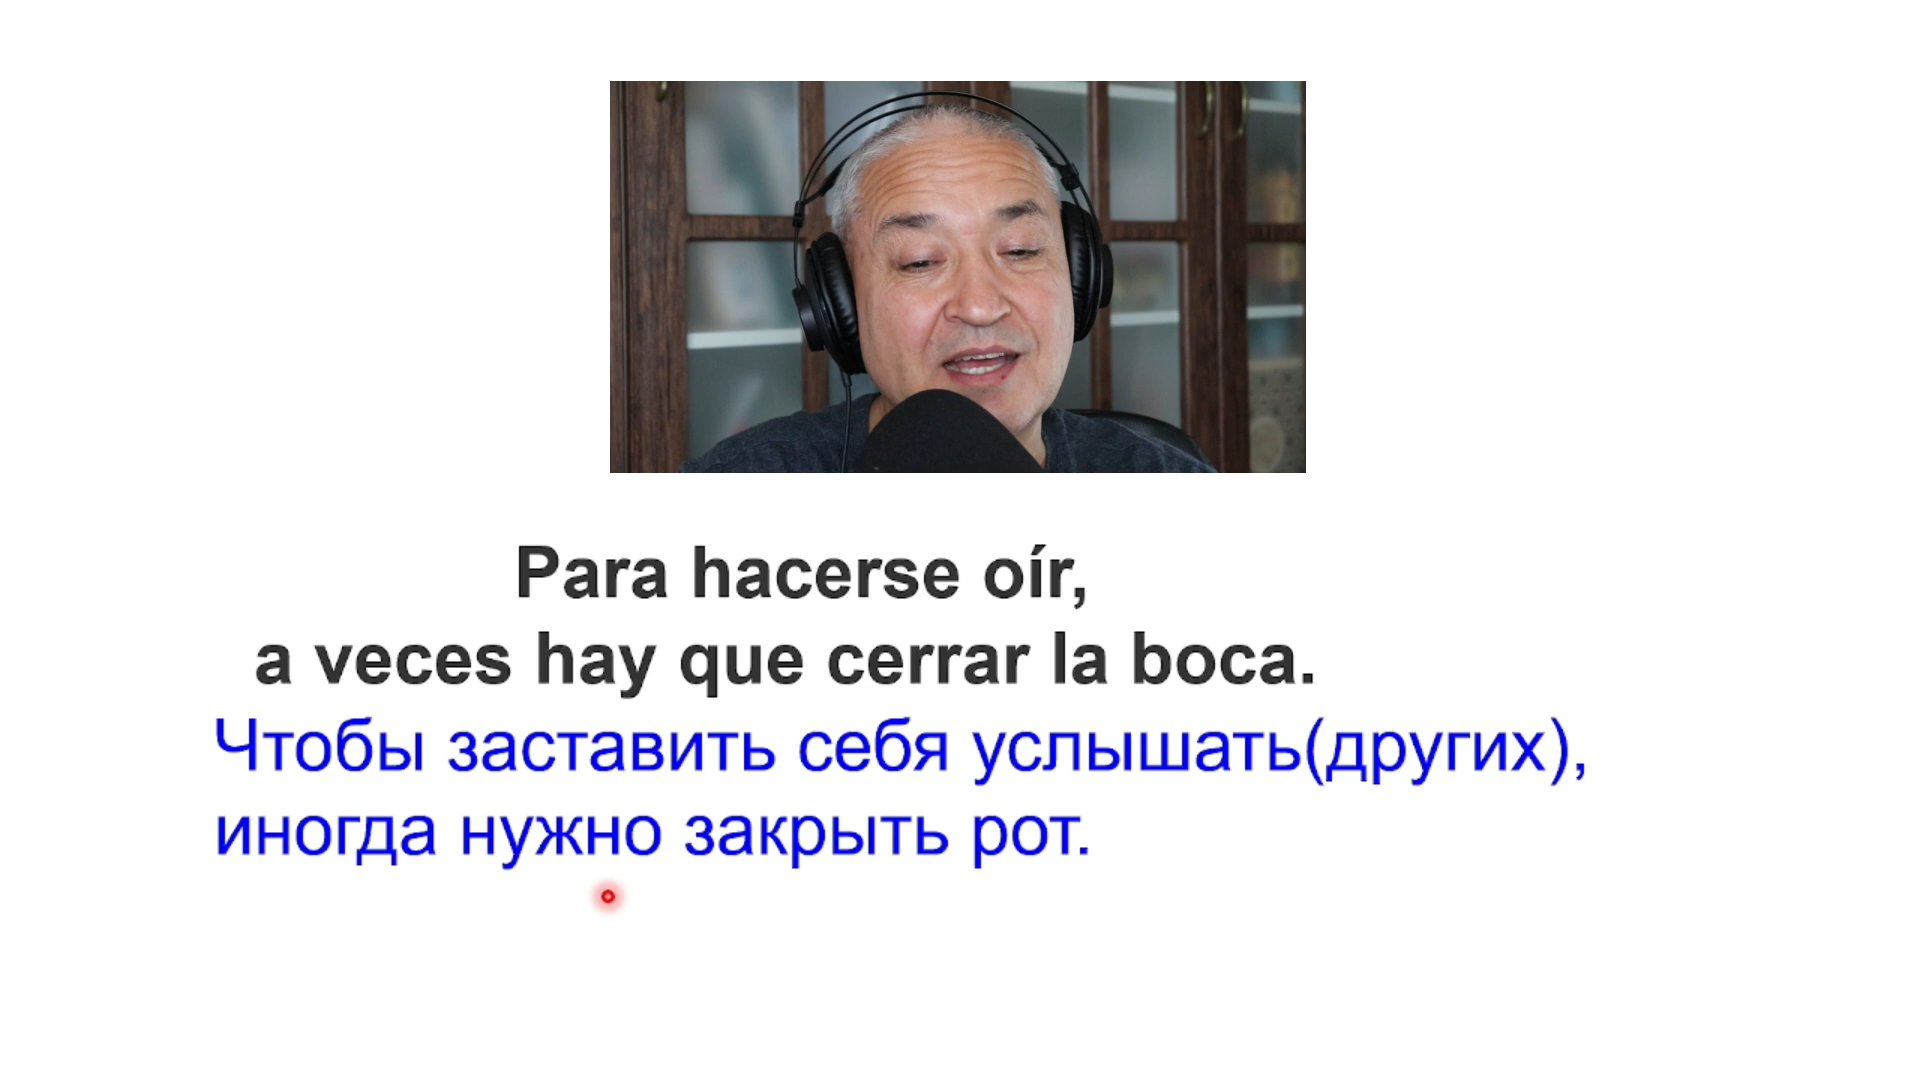 Para hacerse oír,
a veces hay que cerrar la boca.
Чтобы заставить себя услышать(других),
иногда нужно закрыть рот.